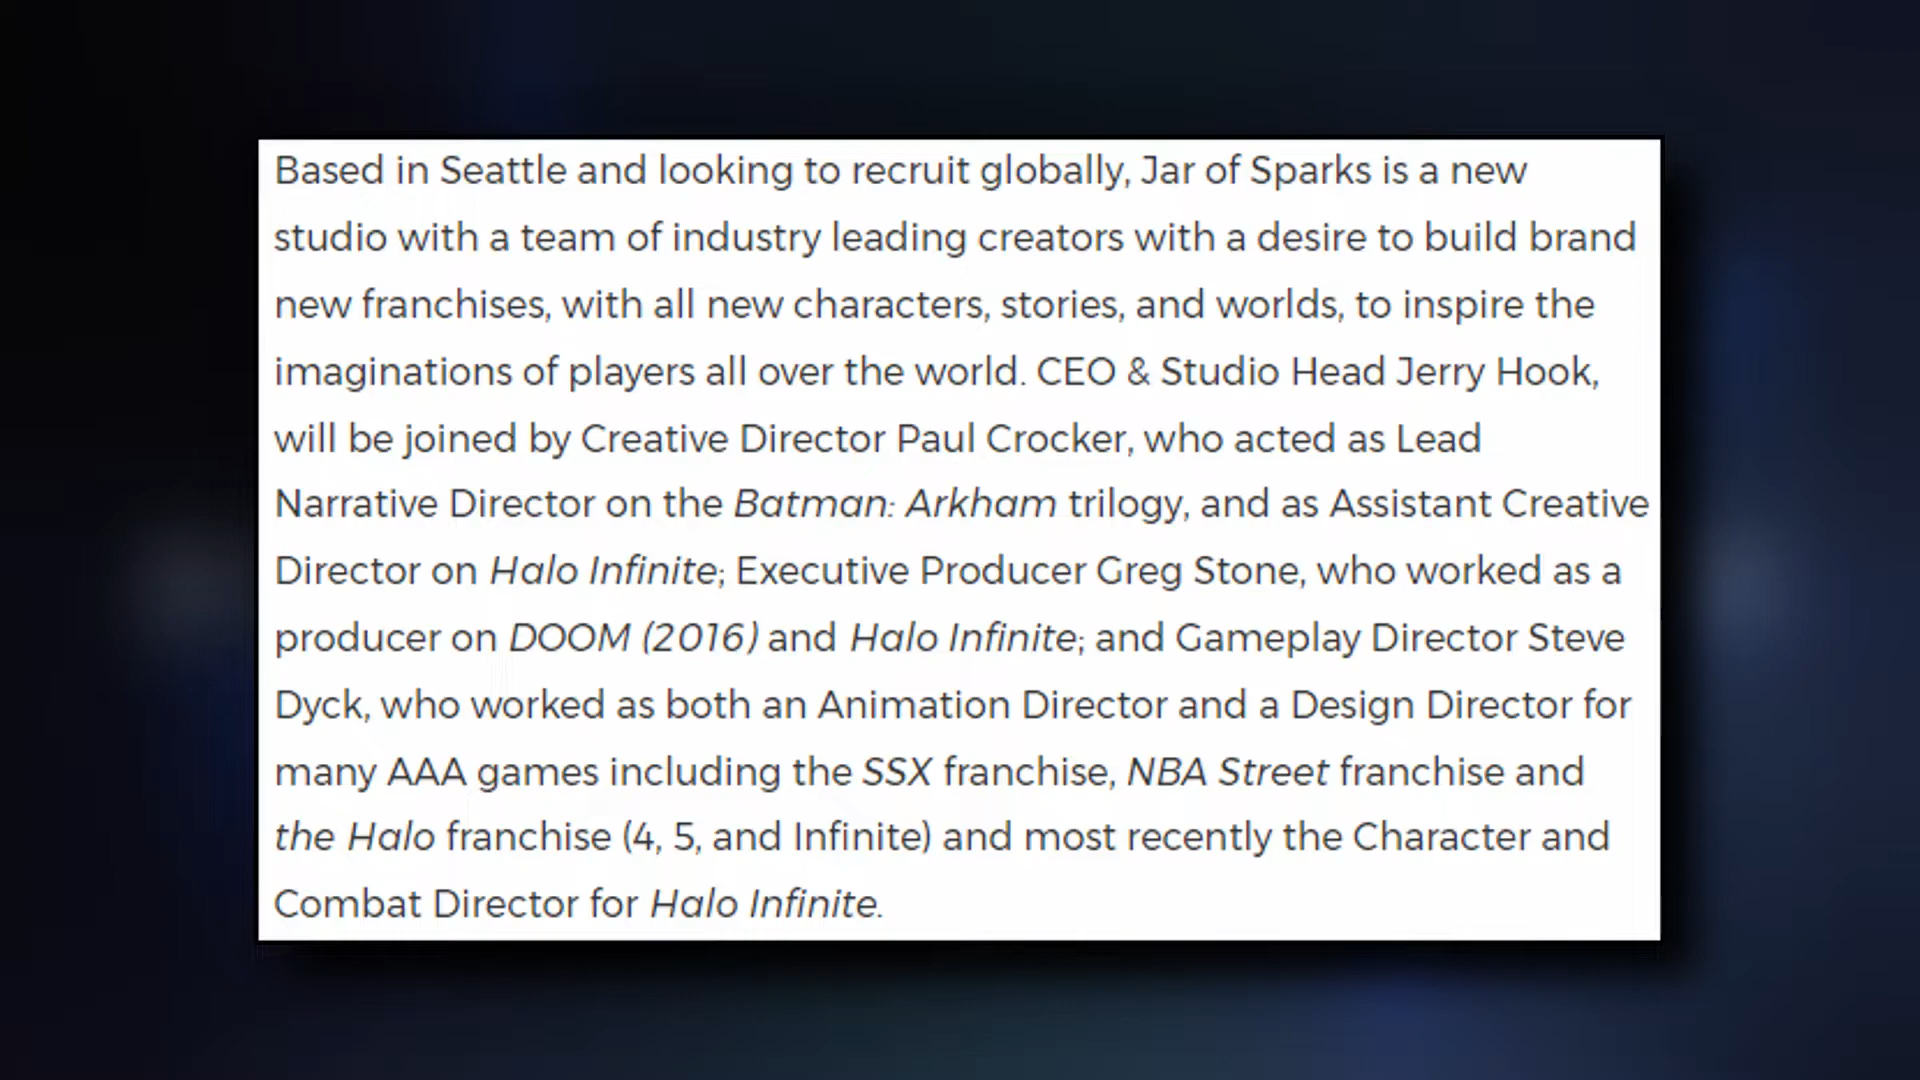 Based in Seattle and looking to recruit globally, Jar of Sparks is a new
studio with a team of industry leading creators with a desire to build brand
new franchises, with all new characters, stories, and worlds, to inspire the
imaginations of players all over the world. CEO & Studio Head Jerry Hook,
will be joined by Creative Director Paul Crocker, who acted as Lead
Narrative Director on the Batman: Arkham trilogy, and as Assistant Creative
Director on Halo Infinite; Executive Producer Greg Stone, who worked as a
producer on DOOM (2016) and Halo Infinite; and Gameplay Director Steve
Dyck, who worked as both an Animation Director and a Design Director for
many AAA games including the SSX franchise, NBA Street franchise and
the Halo franchise (4, 5, and Infinite) and most recently the Character and
Combat Director for Halo Infinite.